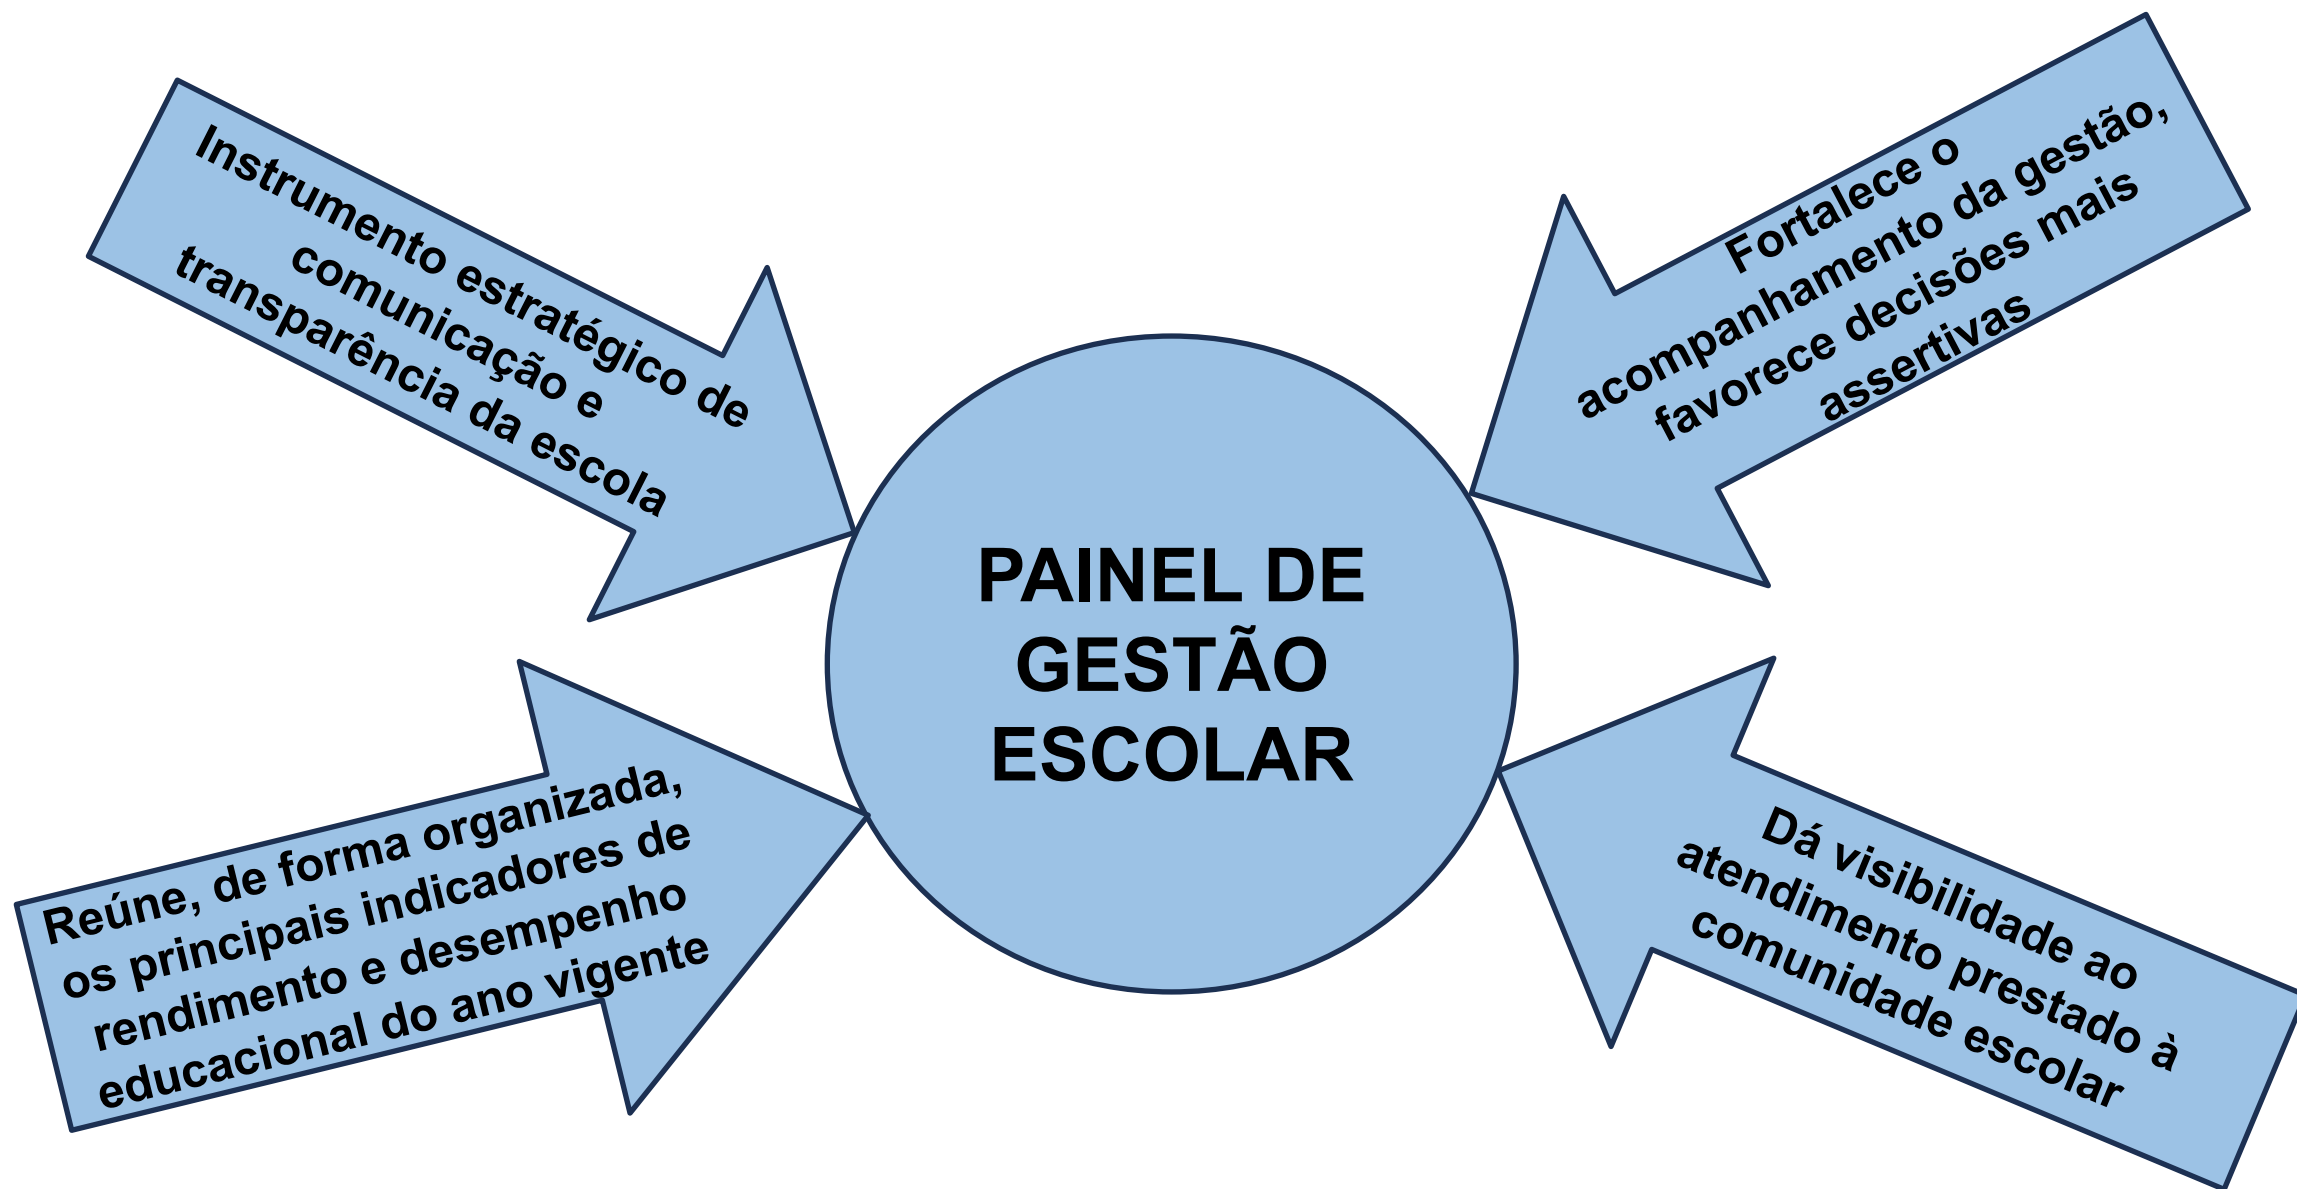 Instrumento estratégico de
comunicação e
transparência da escola
Fortalece o
acompanhamento da gestão,
favorece decisões mais
assertivas
PAINEL DE
GESTÃO
ESCOLAR
Reúne, de forma organizada,
os principais indicadores de
rendimento e desempenho
educacional do ano vigente
Dá visibilidade ao
atendimento prestado à
comunidade escolar